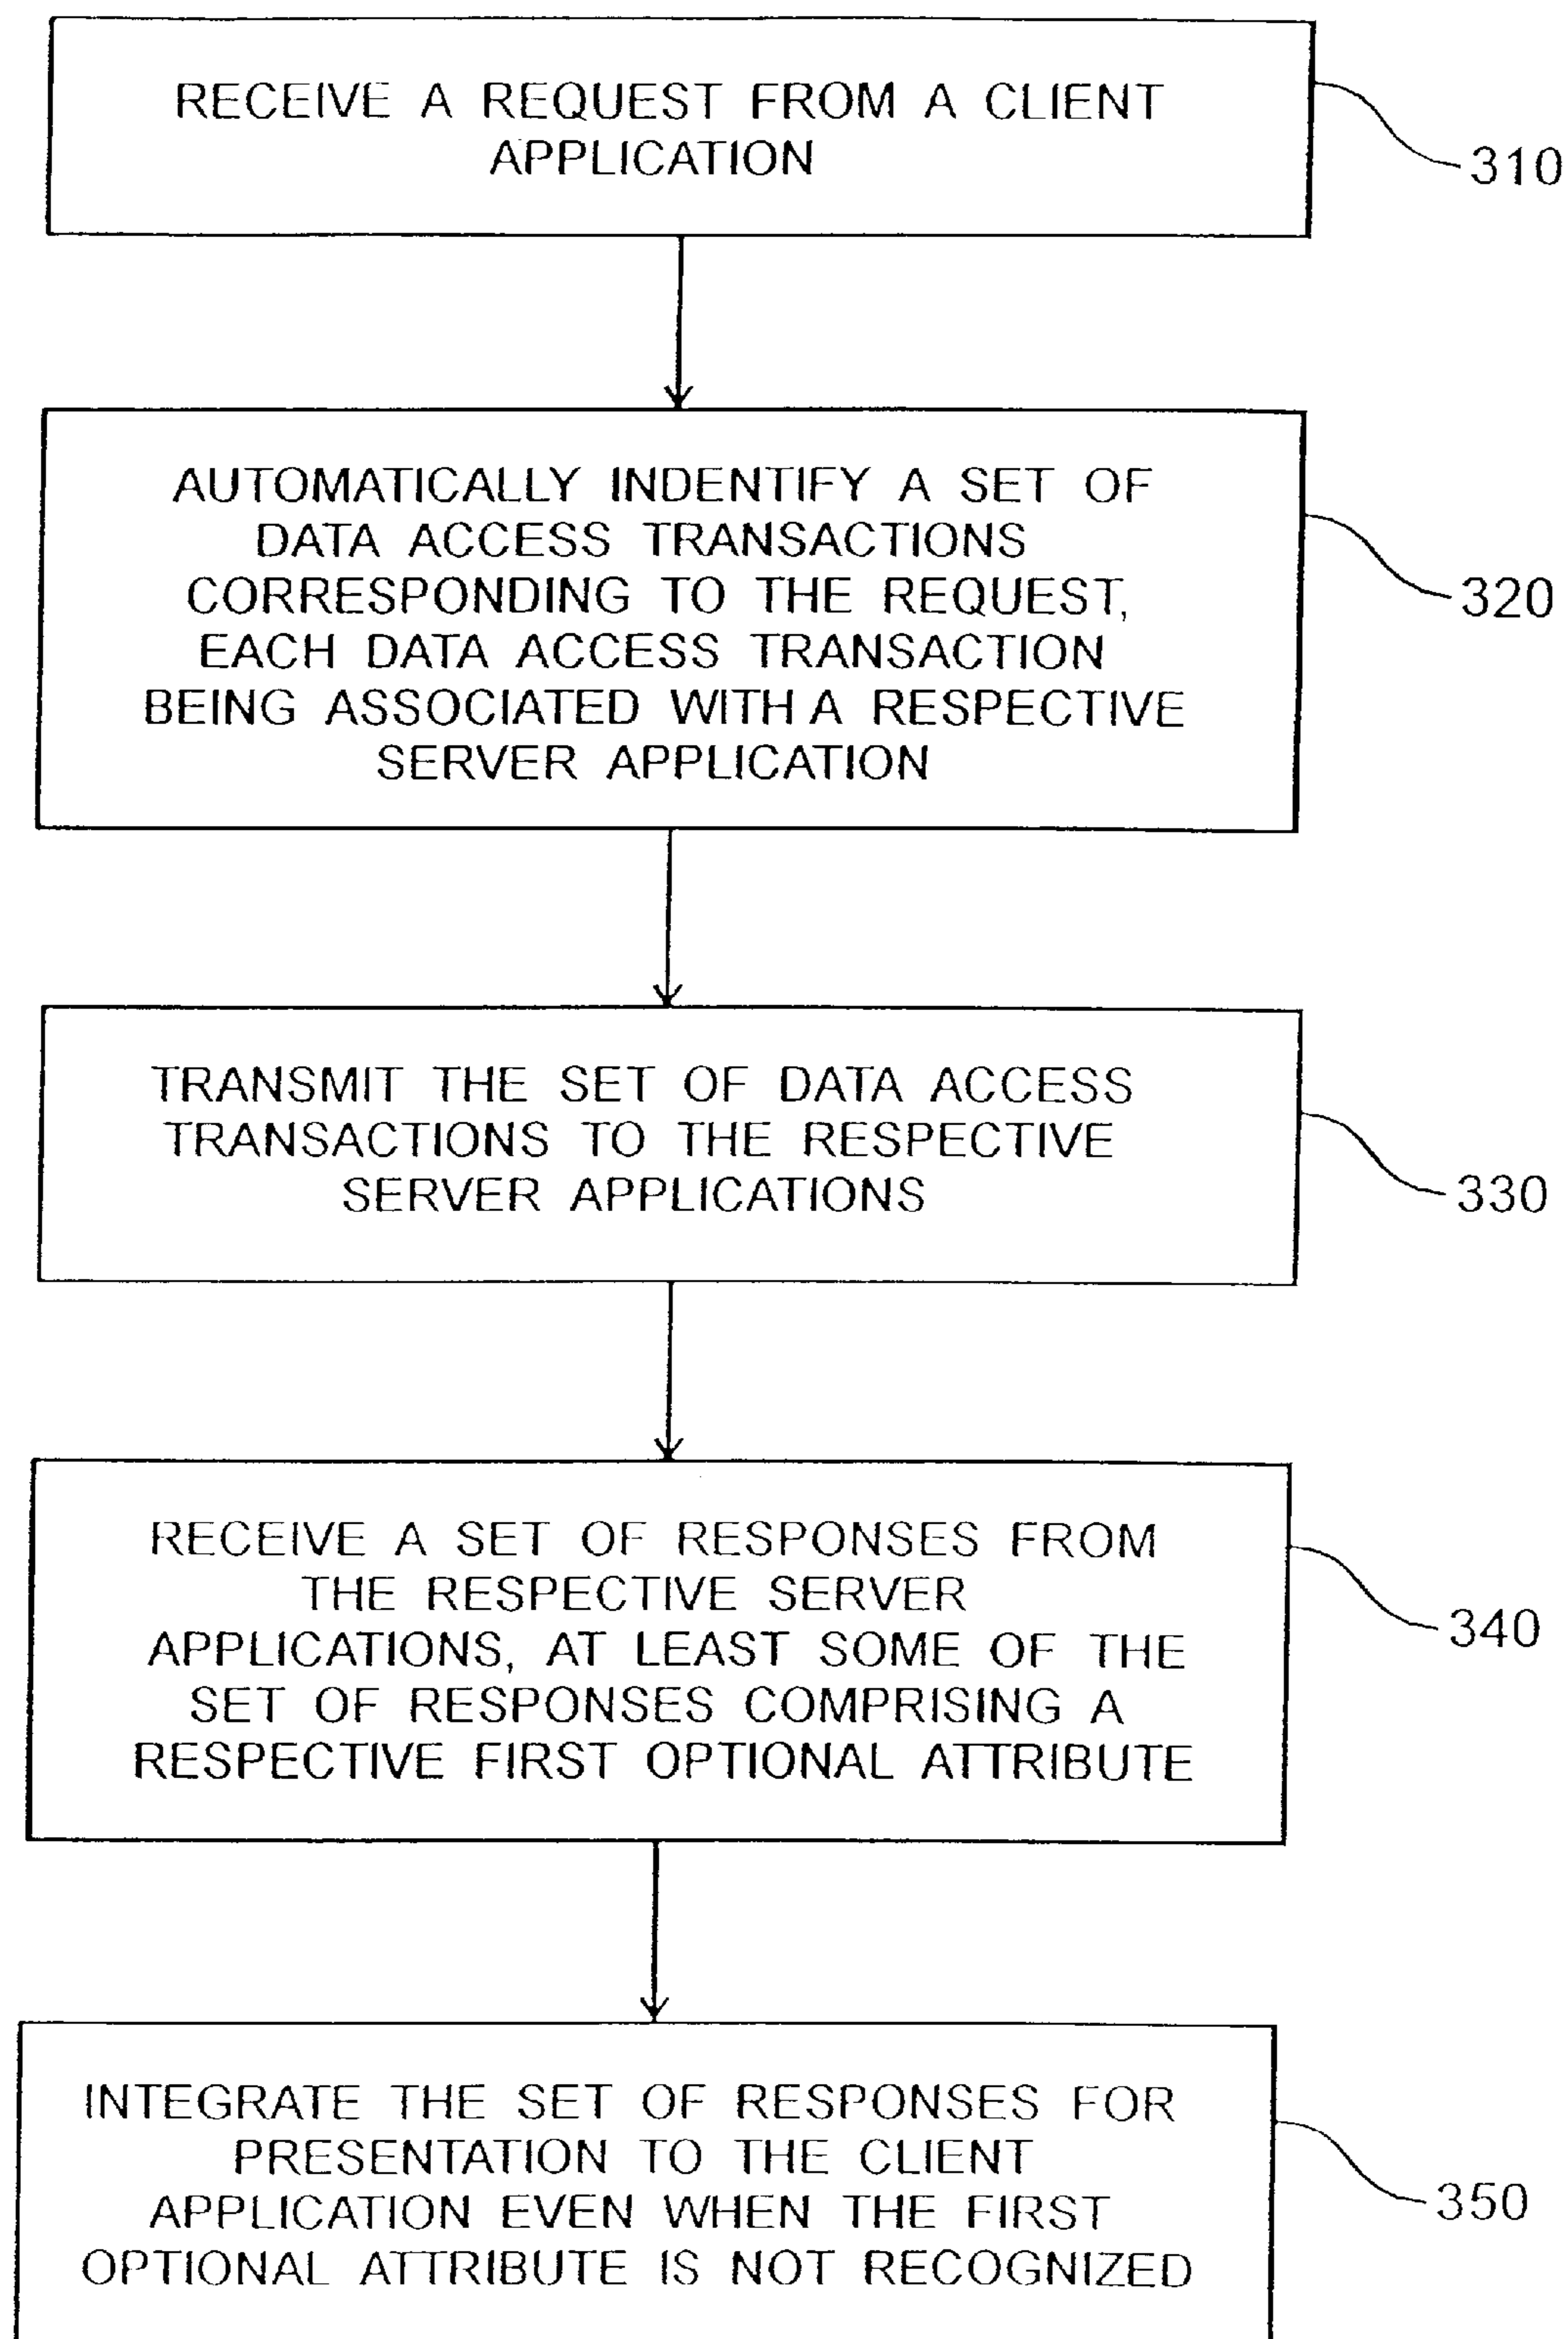 RECEIVE A REQUEST FROM A CLIENT
APPLICATION
310
AUTOMATICALLY INDENTIFY A SET OF
DATA ACCESS TRANSACTIONS
CORRESPONDING TO THE REQUEST,
EACH DATA ACCESS TRANSACTION
BEING ASSOCIATED WITH A RESPECTIVE
SERVER APPLICATION
320
TRANSMIT THE SET OF DATA ACCESS
TRANSACTIONS TO THE RESPECTIVE
SERVER APPLICATIONS
330
RECEIVE A SET OF RESPONSES FROM
THE RESPECTIVE SERVER
APPLICATIONS, AT LEAST SOME OF THE
SET OF RESPONSES COMPRISING A
RESPECTIVE FIRST OPTIONAL ATTRIBUTE
340
INTEGRATE THE SET OF RESPONSES FOR
PRESENTATION TO THE CLIENT
APPLICATION EVEN WHEN THE FIRST
OPTIONAL ATTRIBUTE IS NOT RECOGNIZED
350